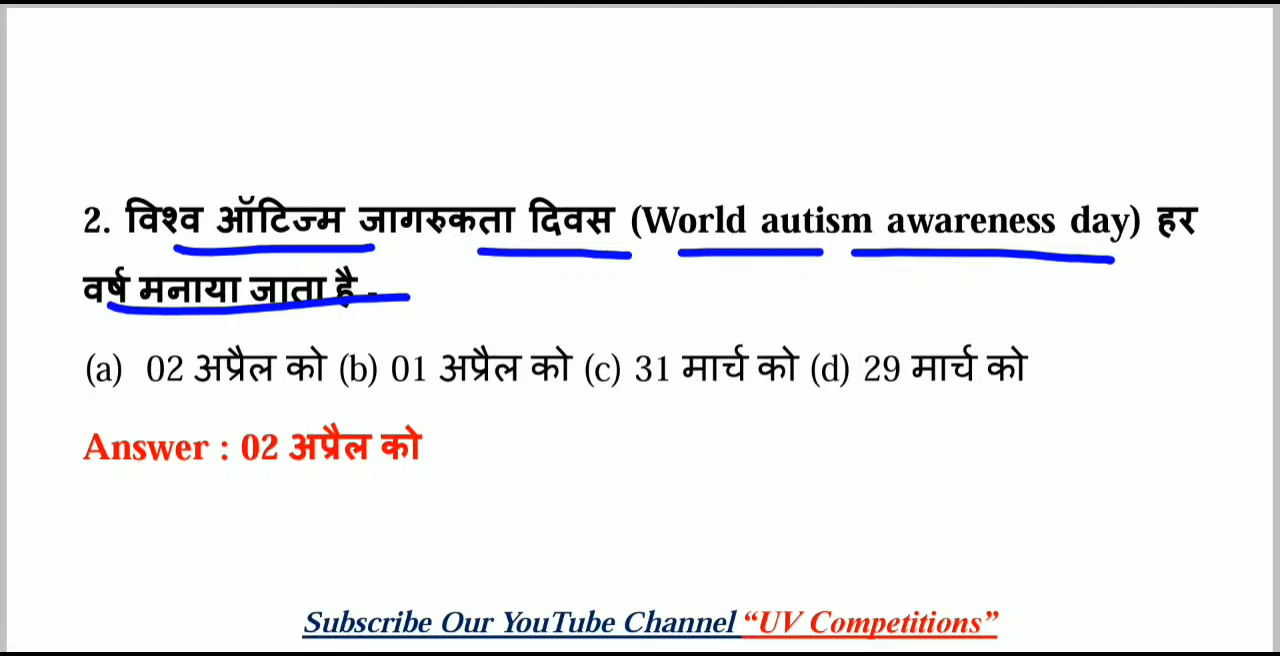 2. विश्व ऑटिज्म जागरुकता दिवस (World autism awareness day) हर
वर्ष मनाया जाता है -
(a) 02 अप्रैल को (b) 01 अप्रैल को (c) 31 मार्च को (d) 29 मार्च को
Answer : 02 अप्रैल को
Subscribe Our YouTube Channel “UV Competitions”